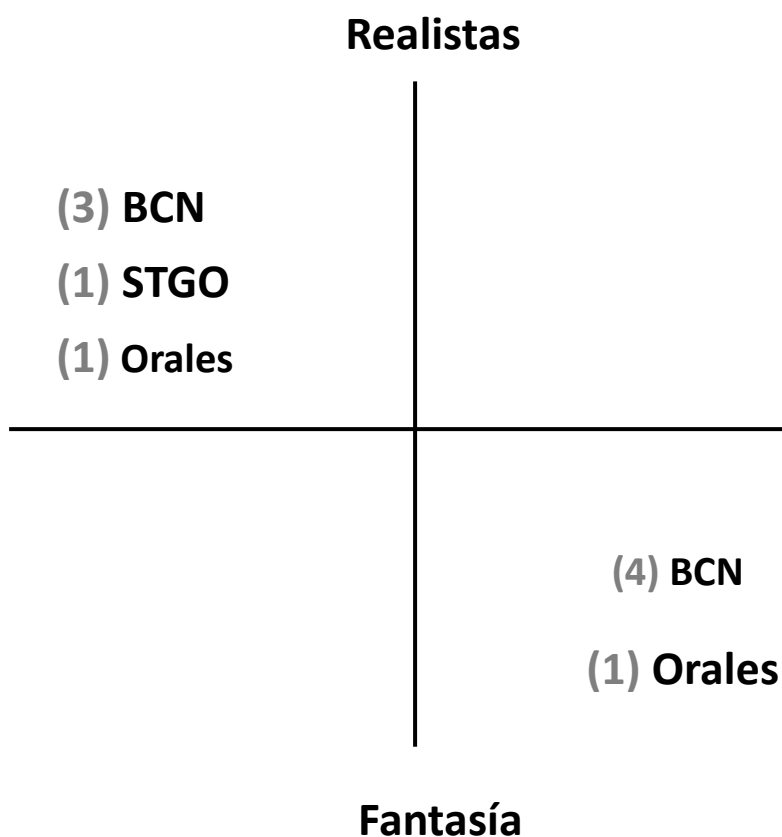 Realistas
(3) BCN
(1) STGO
(1) Orales
(4) BCN
(1) Orales
Fantasía